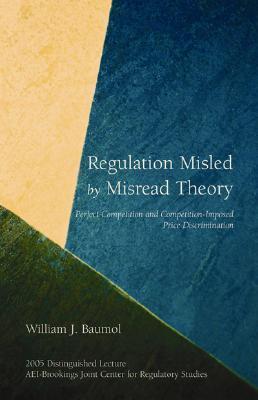 Regulation Misled
by Misread Theory
Perfect Competition and Competition-Imposed
Price Discrimination
William J. Baumol
2005 Distinguished Lecture
AEI-Brookings Joint Center for Regulatory Studies